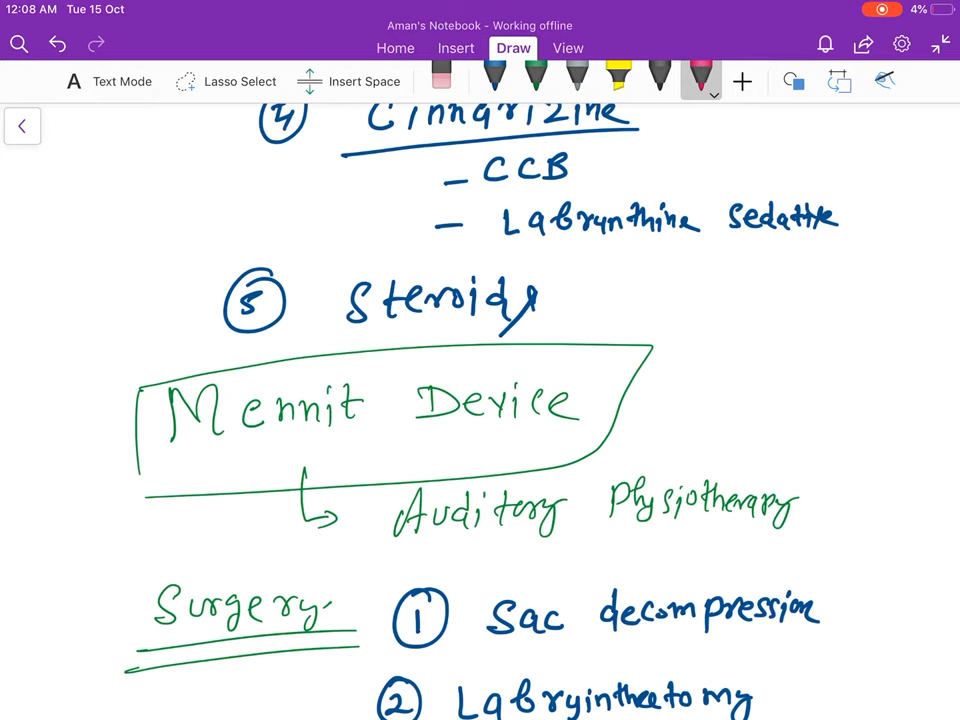 12:08 AM Tue 15 Oct 4%
Aman's Notebook - Working offline
Home Insert Draw View
A Text Mode Lasso Select Insert Space
4 Cinnarizine
- CCB
- Labrynthine Sedative
5 Steroids
Mennit Device
Auditory Physiotherapy
Surgery 1 Sac decompression
2 Labryinthectomy